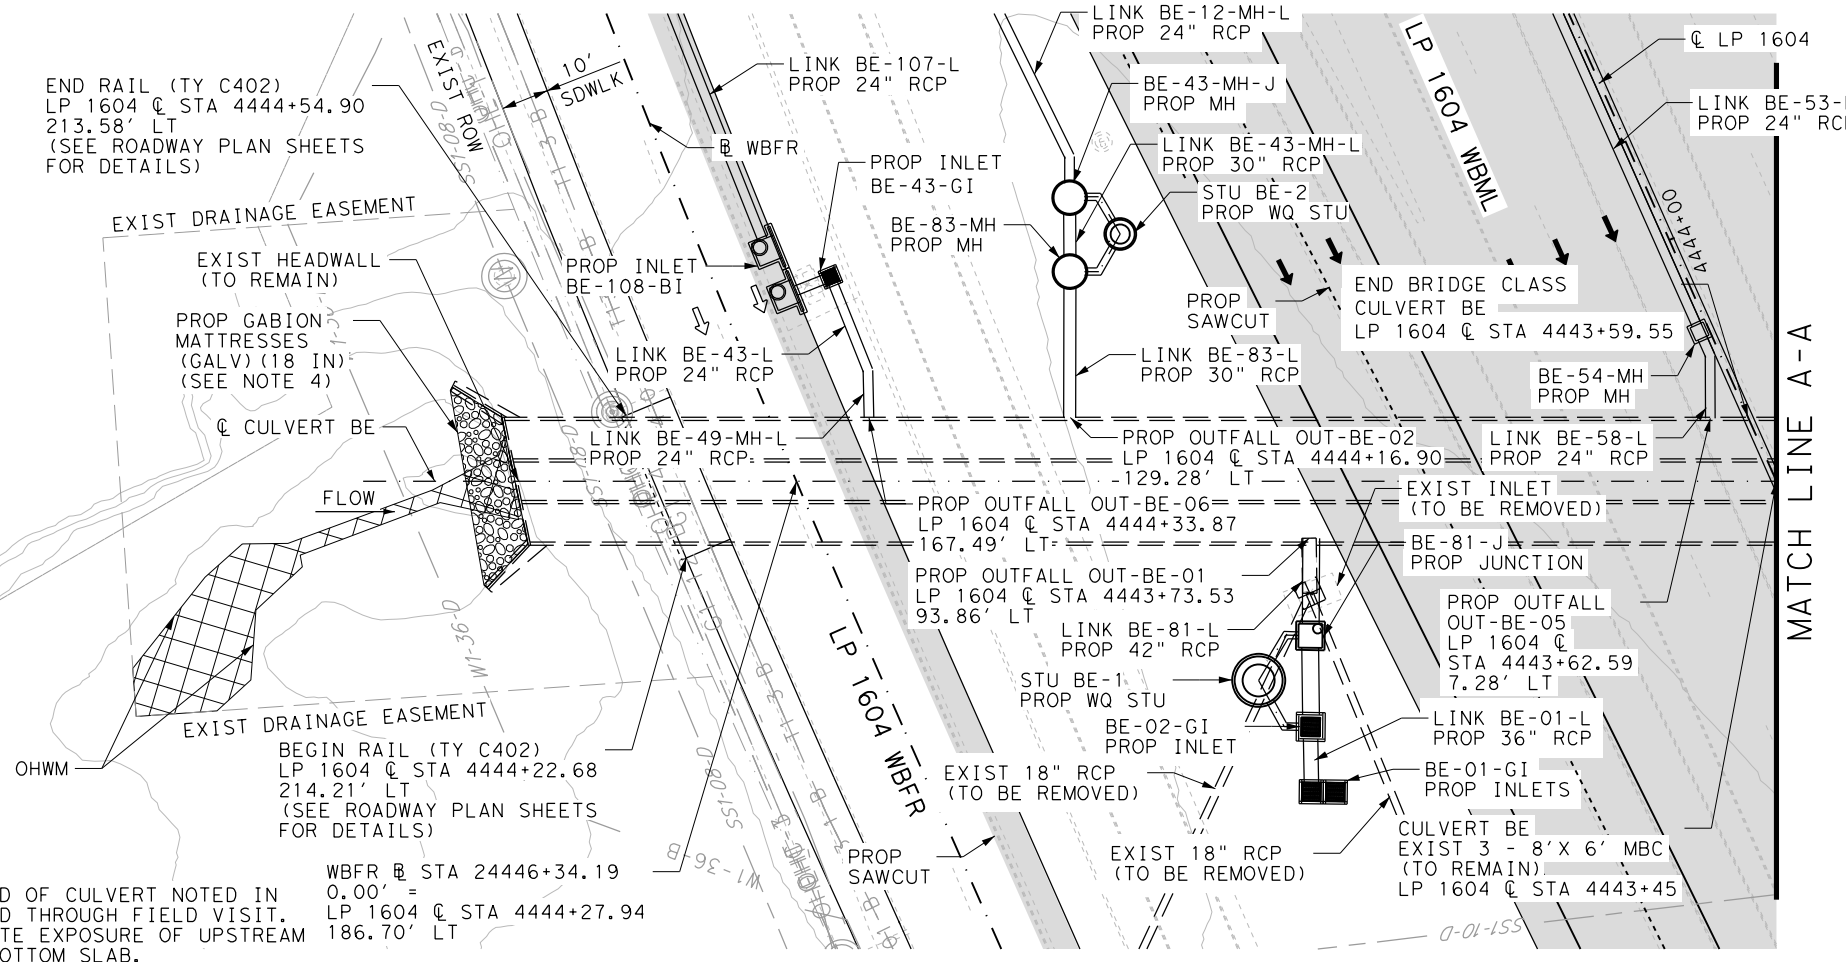 END RAIL (TY C402)
LP 1604 ℄ STA 4444+54.90
213.58' LT
(SEE ROADWAY PLAN SHEETS
FOR DETAILS)
EXIST ROW
10'
SDWLK
LINK BE-107-L
PROP 24" RCP
LINK BE-12-MH-L
PROP 24" RCP
BE-43-MH-J
PROP MH
LP 1604 WBML
℄ LP 1604
LINK BE-53-
PROP 24" RC
B̵L WBFR
PROP INLET
BE-43-GI
LINK BE-43-MH-L
PROP 30" RCP
STU BE-2
PROP WQ STU
BE-83-MH
PROP MH
4444+00
EXIST DRAINAGE EASEMENT
EXIST HEADWALL
(TO REMAIN)
PROP INLET
BE-108-BI
PROP
SAWCUT
END BRIDGE CLASS
CULVERT BE
LP 1604 ℄ STA 4443+59.55
PROP GABION
MATTRESSES
(GALV)(18 IN)
(SEE NOTE 4)
LINK BE-43-L
PROP 24" RCP
LINK BE-83-L
PROP 30" RCP
BE-54-MH
PROP MH
MATCH LINE A-A
℄ CULVERT BE
LINK BE-49-MH-L
PROP 24" RCP
PROP OUTFALL OUT-BE-02
LP 1604 ℄ STA 4444+16.90
129.28' LT
LINK BE-58-L
PROP 24" RCP
FLOW
PROP OUTFALL OUT-BE-06
LP 1604 ℄ STA 4444+33.87
167.49' LT
EXIST INLET
(TO BE REMOVED)
BE-81-J
PROP JUNCTION
PROP OUTFALL OUT-BE-01
LP 1604 ℄ STA 4443+73.53
93.86' LT
LINK BE-81-L
PROP 42" RCP
PROP OUTFALL
OUT-BE-05
LP 1604 ℄
STA 4443+62.59
7.28' LT
STU BE-1
PROP WQ STU
BE-02-GI
PROP INLET
LINK BE-01-L
PROP 36" RCP
EXIST DRAINAGE EASEMENT
OHWM
BEGIN RAIL (TY C402)
LP 1604 ℄ STA 4444+22.68
214.21' LT
(SEE ROADWAY PLAN SHEETS
FOR DETAILS)
LP 1604 WBFR
EXIST 18" RCP
(TO BE REMOVED)
BE-01-GI
PROP INLETS
CULVERT BE
EXIST 3 - 8'X 6' MBC
(TO REMAIN)
LP 1604 ℄ STA 4443+45
EXIST 18" RCP
(TO BE REMOVED)
PROP
SAWCUT
WBFR B̵L STA 24446+34.19
0.00' =
LP 1604 ℄ STA 4444+27.94
186.70' LT
D OF CULVERT NOTED IN
D THROUGH FIELD VISIT.
TE EXPOSURE OF UPSTREAM
OTTOM SLAB.
SS1-08-D
SS1-08-D
W1-36-D
W1-36-B
SS1-10-D